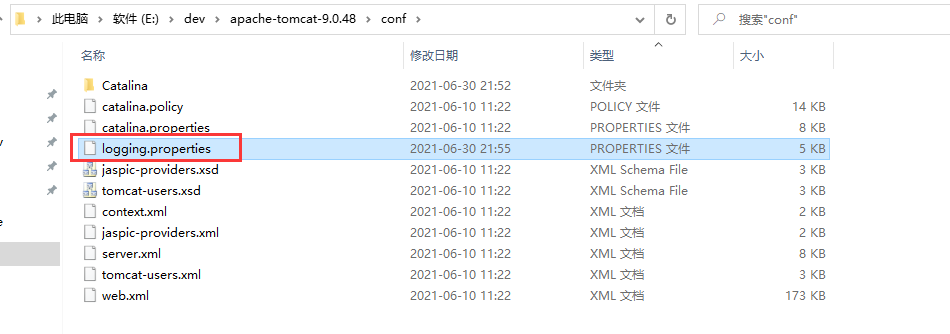 此电脑 › 软件 (E:) › dev › apache-tomcat-9.0.48 › conf ›
搜索"conf"
名称 修改日期 类型 大小
Catalina 2021-06-30 21:52 文件夹
catalina.policy 2021-06-10 11:22 POLICY 文件 14 KB
catalina.properties 2021-06-10 11:22 PROPERTIES 文件 8 KB
logging.properties 2021-06-30 21:55 PROPERTIES 文件 5 KB
jaspic-providers.xsd 2021-06-10 11:22 XML Schema File 3 KB
tomcat-users.xsd 2021-06-10 11:22 XML Schema File 3 KB
context.xml 2021-06-10 11:22 XML 文档 2 KB
jaspic-providers.xml 2021-06-10 11:22 XML 文档 2 KB
server.xml 2021-06-10 11:22 XML 文档 8 KB
tomcat-users.xml 2021-06-10 11:22 XML 文档 3 KB
web.xml 2021-06-10 11:22 XML 文档 173 KB